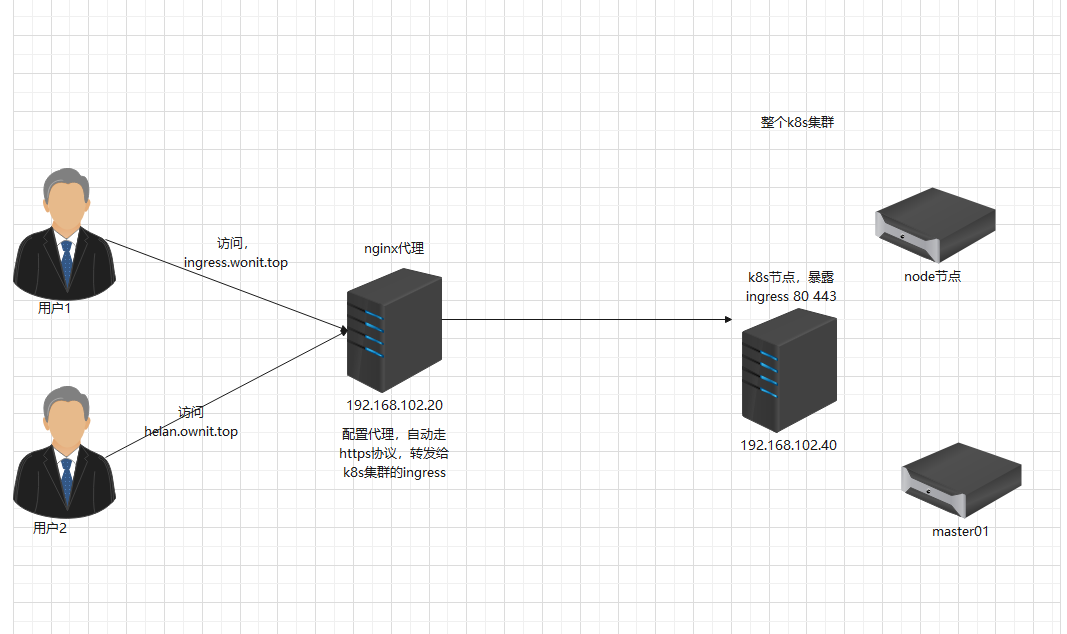 整个k8s集群
访问，
ingress.wonit.top
nginx代理
k8s节点，暴露
ingress 80 443
node节点
用户1
192.168.102.20
访问
helan.ownit.top
配置代理，自动走
https协议，转发给
k8s集群的ingress
192.168.102.40
用户2
master01